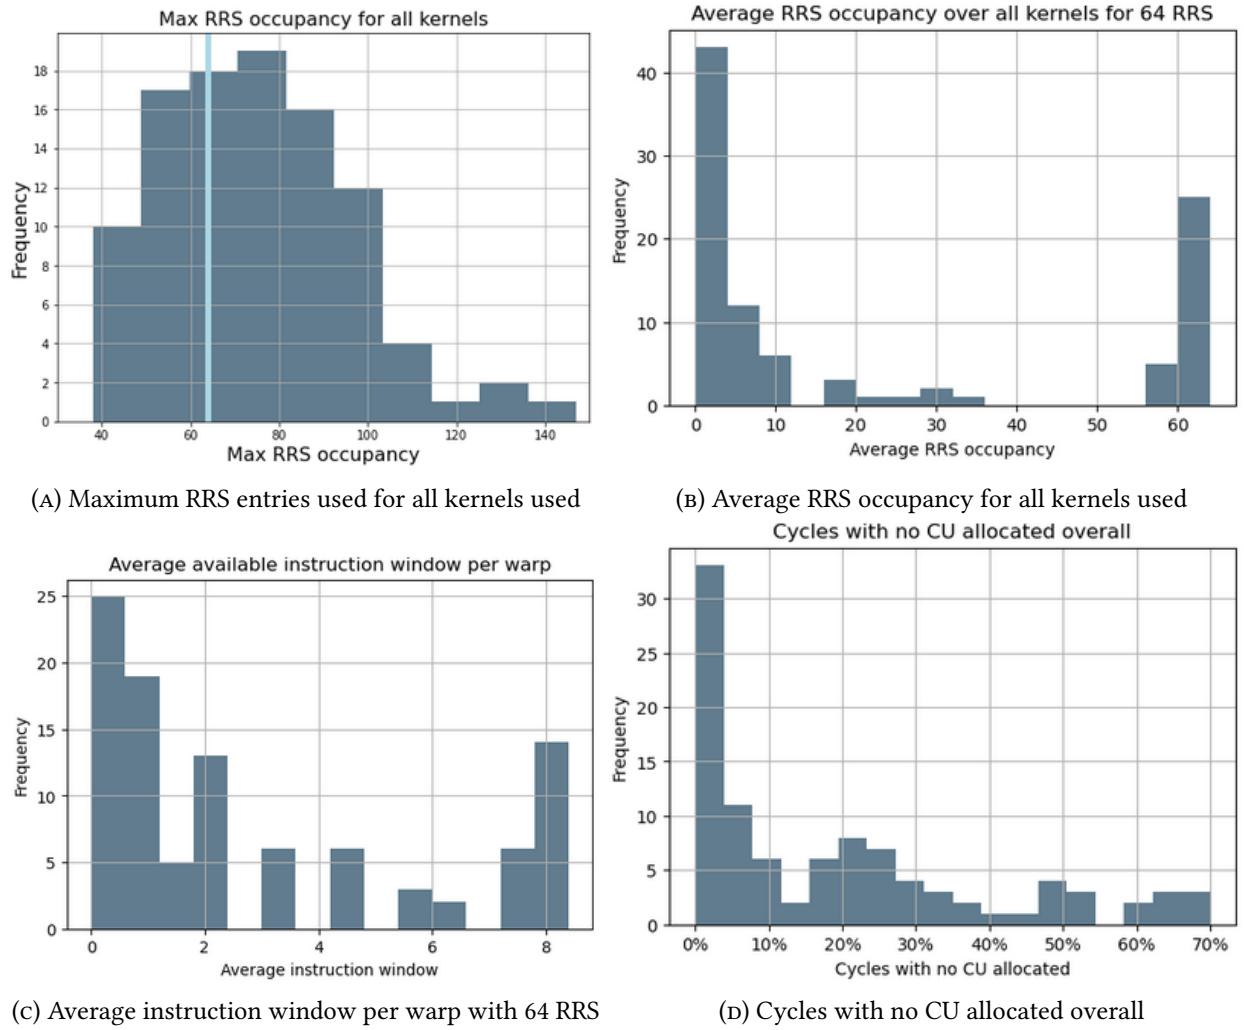 Max RRS occupancy for all kernels
Frequency
18
16
14
12
10
8
6
4
2
0
40 60 80 100 120 140
Max RRS occupancy
(A) Maximum RRS entries used for all kernels used
Average RRS occupancy over all kernels for 64 RRS
Frequency
40
30
20
10
0
0 10 20 30 40 50 60
Average RRS occupancy
(B) Average RRS occupancy for all kernels used
Average available instruction window per warp
Frequency
25
20
15
10
5
0
0 2 4 6 8
Average instruction window
(C) Average instruction window per warp with 64 RRS
Cycles with no CU allocated overall
Frequency
30
25
20
15
10
5
0
0% 10% 20% 30% 40% 50% 60% 70%
Cycles with no CU allocated
(D) Cycles with no CU allocated overall